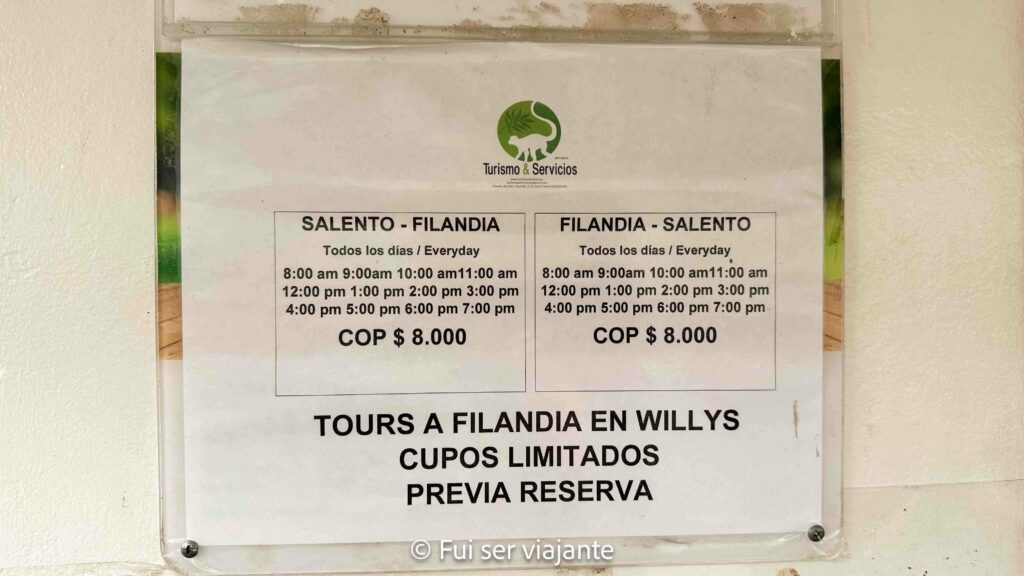 Turismo & Servicios
SALENTO - FILANDIA
Todos los días / Everyday
8:00 am 9:00am 10:00 am11:00 am
12:00 pm 1:00 pm 2:00 pm 3:00 pm
4:00 pm 5:00 pm 6:00 pm 7:00 pm
COP $ 8.000
FILANDIA - SALENTO
Todos los días / Everyday
8:00 am 9:00am 10:00 am11:00 am
12:00 pm 1:00 pm 2:00 pm 3:00 pm
4:00 pm 5:00 pm 6:00 pm 7:00 pm
COP $ 8.000
TOURS A FILANDIA EN WILLYS
CUPOS LIMITADOS
PREVIA RESERVA
© Fui ser viajante